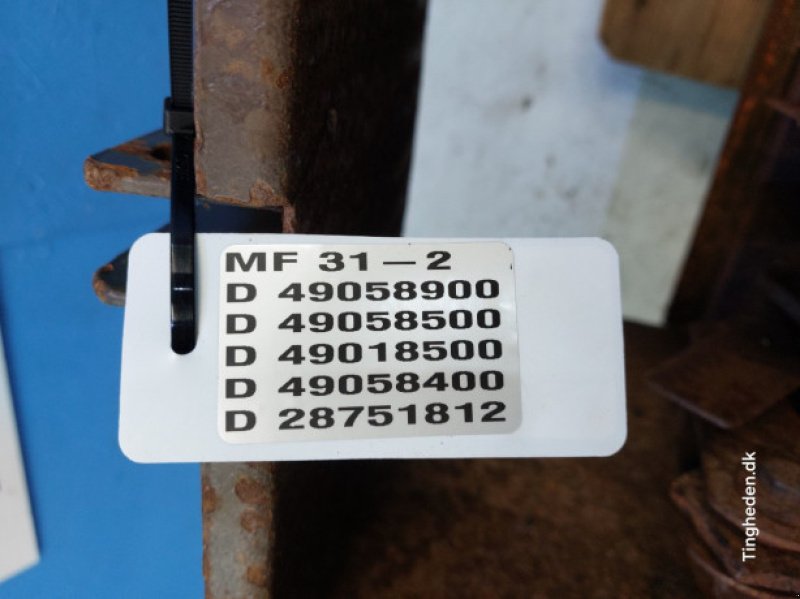 MF 31 — 2
D 49058900
D 49058500
D 49018500
D 49058400
D 28751812
Tingheden.dk